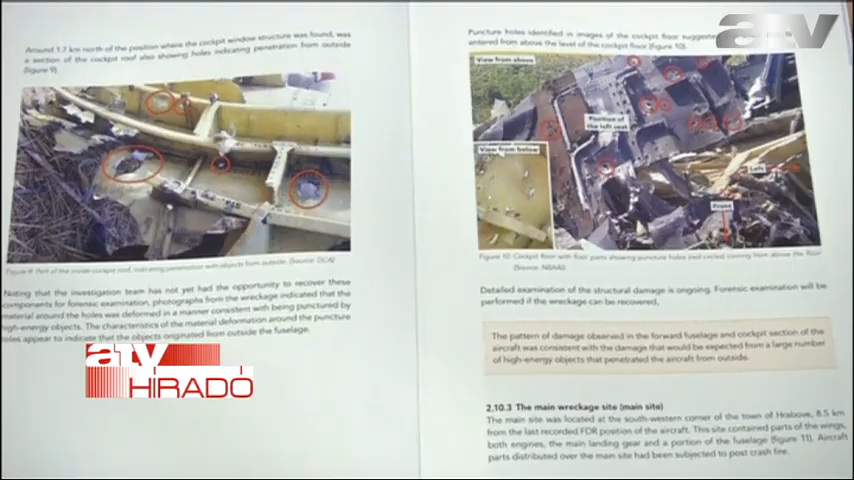 Around 1.7 km north of the position where the cockpit window structure was found, was
a section of the cockpit roof also showing holes indicating penetration from outside
(figure 9).
Figure 9: Part of the inside cockpit roof, indicating penetration with objects from outside. (Source: DCA)
Noting that the investigation team has not yet had the opportunity to recover these
components for forensic examination, photographs from the wreckage indicated that the
material around the holes was deformed in a manner consistent with being punctured by
high-energy objects. The characteristics of the material deformation around the puncture
holes appear to indicate that the objects originated from outside the fuselage.
atv
HÍRADÓ
atv
Puncture holes identified in images of the cockpit floor suggested
entered from above the level of the cockpit floor (figure 10).
View from above
Position of
the left seat
View from below
Left
Front
Figure 10: Cockpit floor with floor parts showing puncture holes (red circles) coming from above the floor
(Source: NBAAI)
Detailed examination of the structural damage is ongoing. Forensic examination will be
performed if the wreckage can be recovered,
The pattern of damage observed in the forward fuselage and cockpit section of the
aircraft was consistent with the damage that would be expected from a large number
of high-energy objects that penetrated the aircraft from outside.
2.10.3 The main wreckage site (main site)
The main site was located at the south-western corner of the town of Hrabove, 8.5 km
from the last recorded FDR position of the aircraft. This site contained parts of the wings,
both engines, the main landing gear and a portion of the fuselage (figure 11). Aircraft
parts distributed over the main site had been subjected to post crash fire.